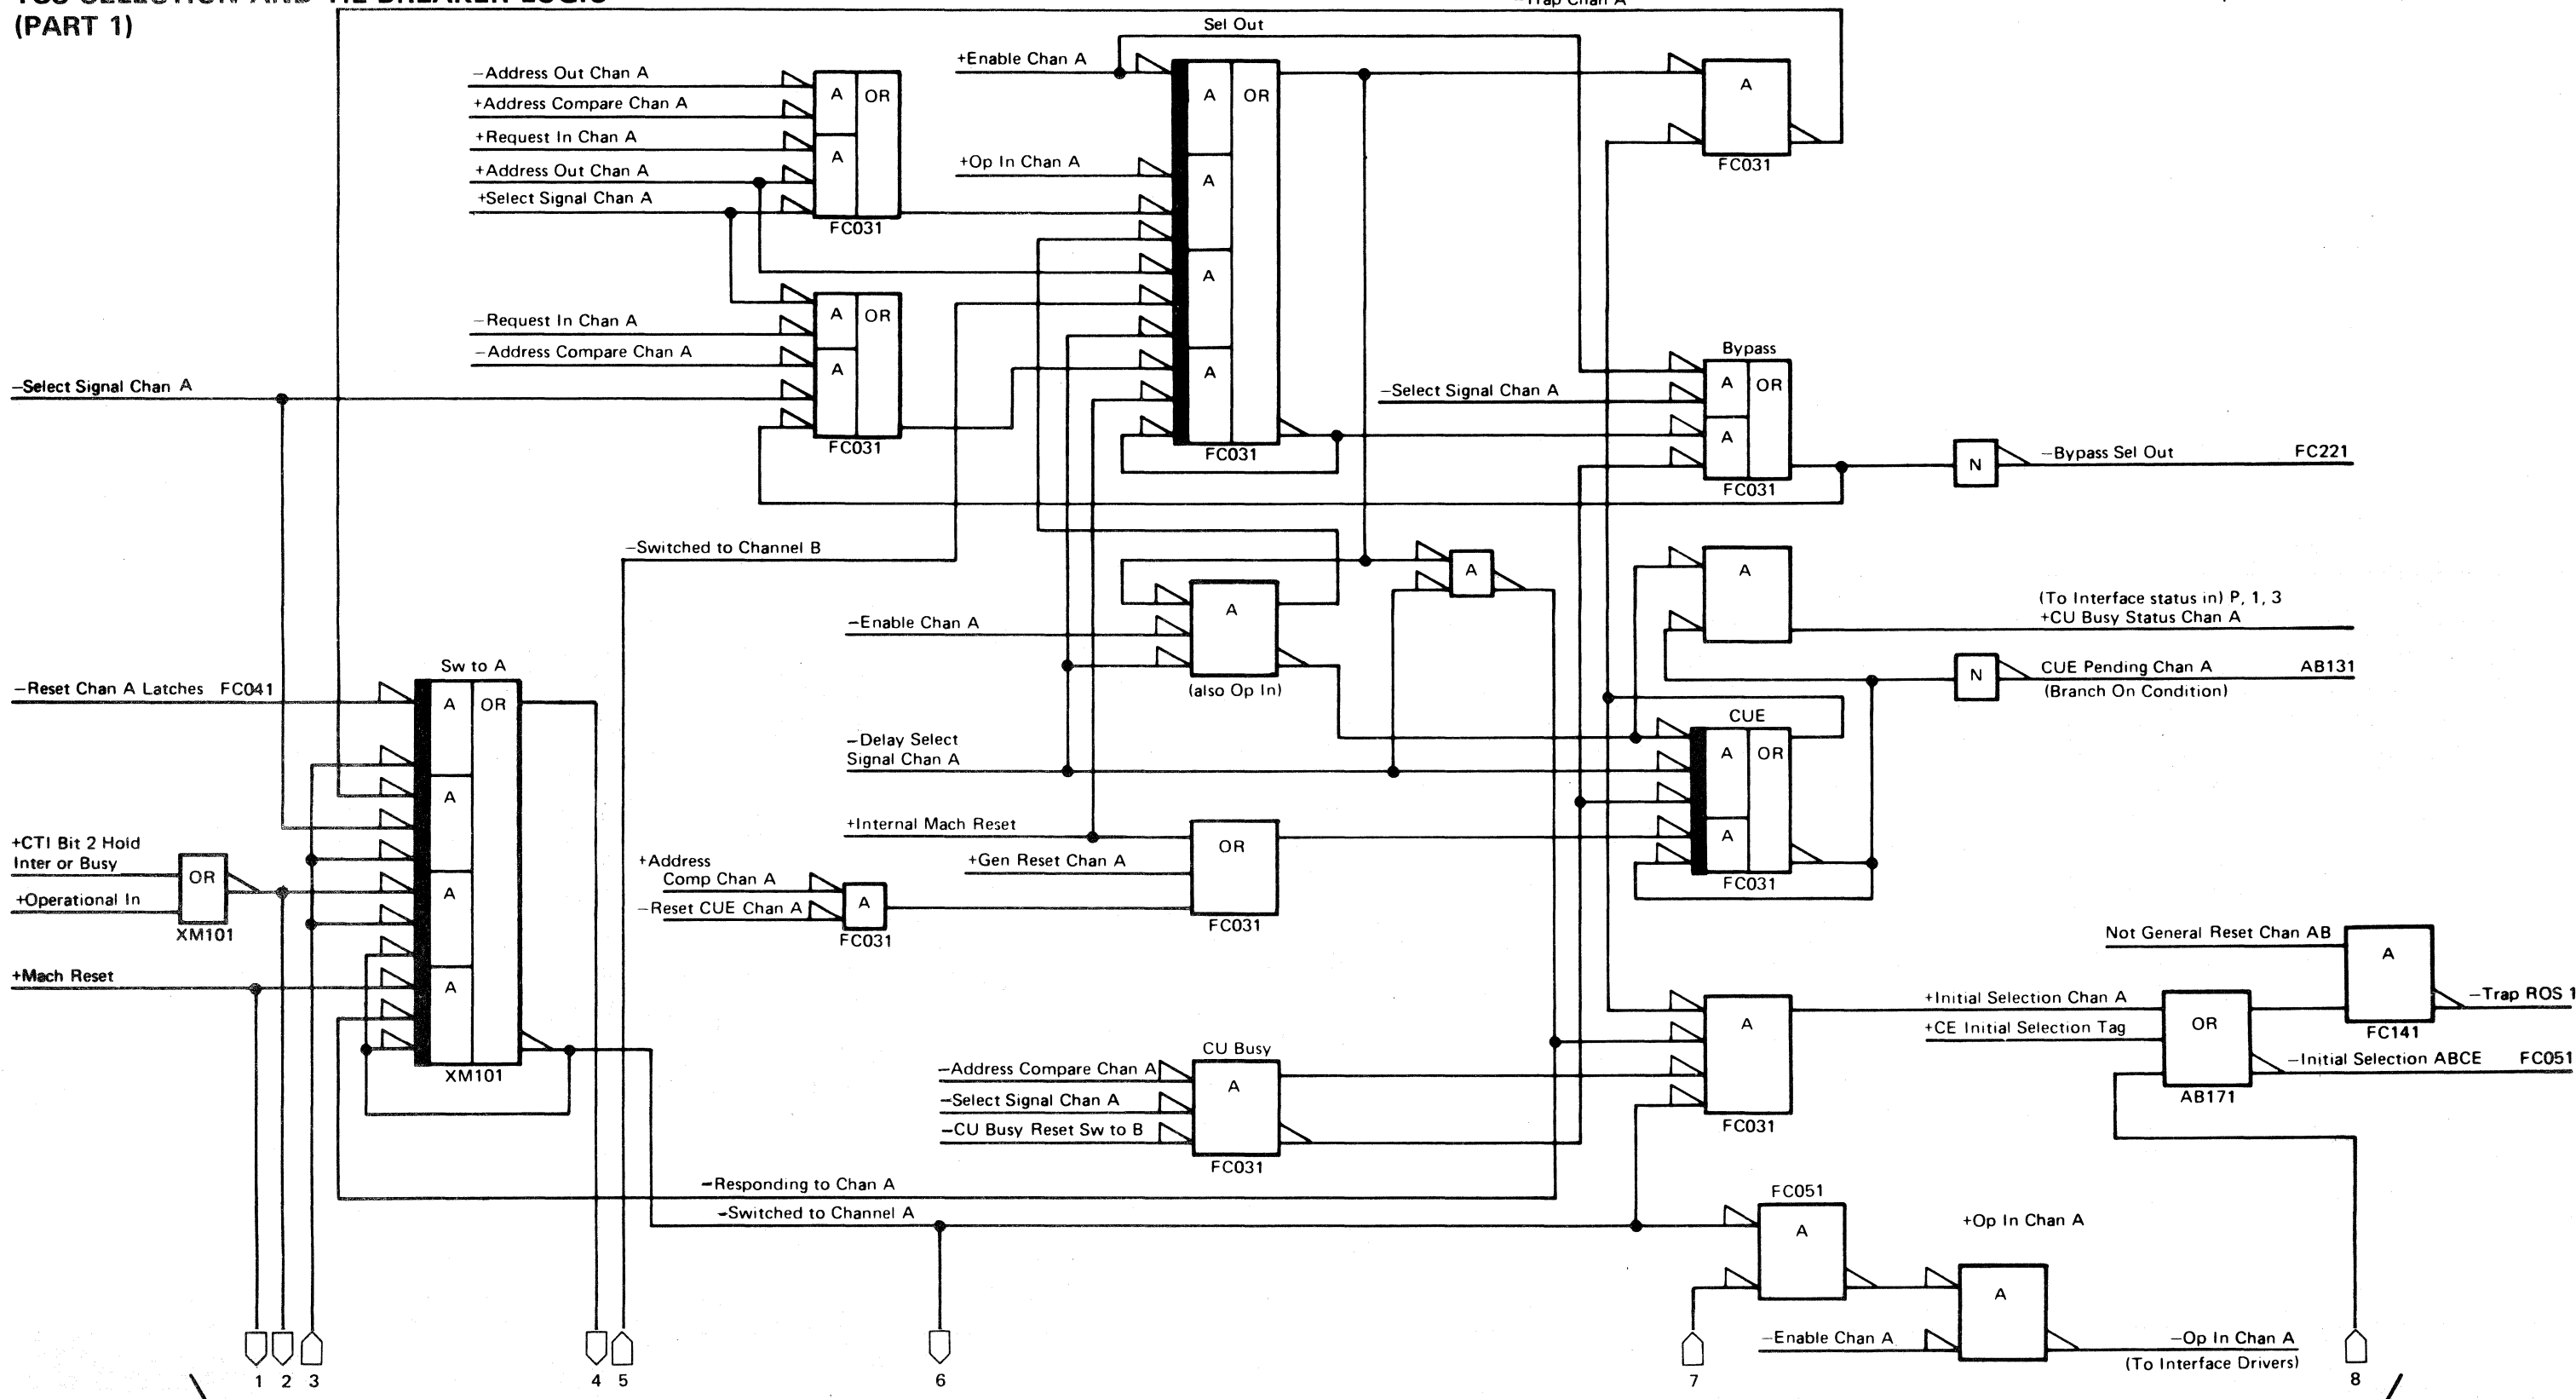 (PART 1)
Trap Chan A
Sel Out
+Enable Chan A
−Address Out Chan A
+Address Compare Chan A
+Request In Chan A
+Address Out Chan A
+Select Signal Chan A
A OR
A
FC031
+Op In Chan A
A OR
A
A
A
FC031
A
FC031
−Request In Chan A
−Address Compare Chan A
−Select Signal Chan A
A OR
A
FC031
Bypass
−Select Signal Chan A
A OR
A
FC031
N
−Bypass Sel Out FC221
−Switched to Channel B
A
−Enable Chan A
A
(also Op In)
A
(To Interface status in) P, 1, 3
+CU Busy Status Chan A
N
CUE Pending Chan A AB131
(Branch On Condition)
Sw to A
−Reset Chan A Latches FC041
A OR
A
A
A
XM101
−Delay Select
Signal Chan A
CUE
A OR
A
FC031
+CTI Bit 2 Hold
Inter or Busy
+Operational In
OR
XM101
+Mach Reset
+Internal Mach Reset
+Gen Reset Chan A
OR
FC031
+Address
Comp Chan A
−Reset CUE Chan A
A
FC031
Not General Reset Chan AB
A
FC141
−Trap ROS 1
+Initial Selection Chan A
+CE Initial Selection Tag
OR
AB171
−Initial Selection ABCE FC051
A
FC031
CU Busy
−Address Compare Chan A
−Select Signal Chan A
−CU Busy Reset Sw to B
A
FC031
−Responding to Chan A
−Switched to Channel A
FC051
A
+Op In Chan A
A
−Enable Chan A
−Op In Chan A
(To Interface Drivers)
1 2 3 4 5 6 7 8